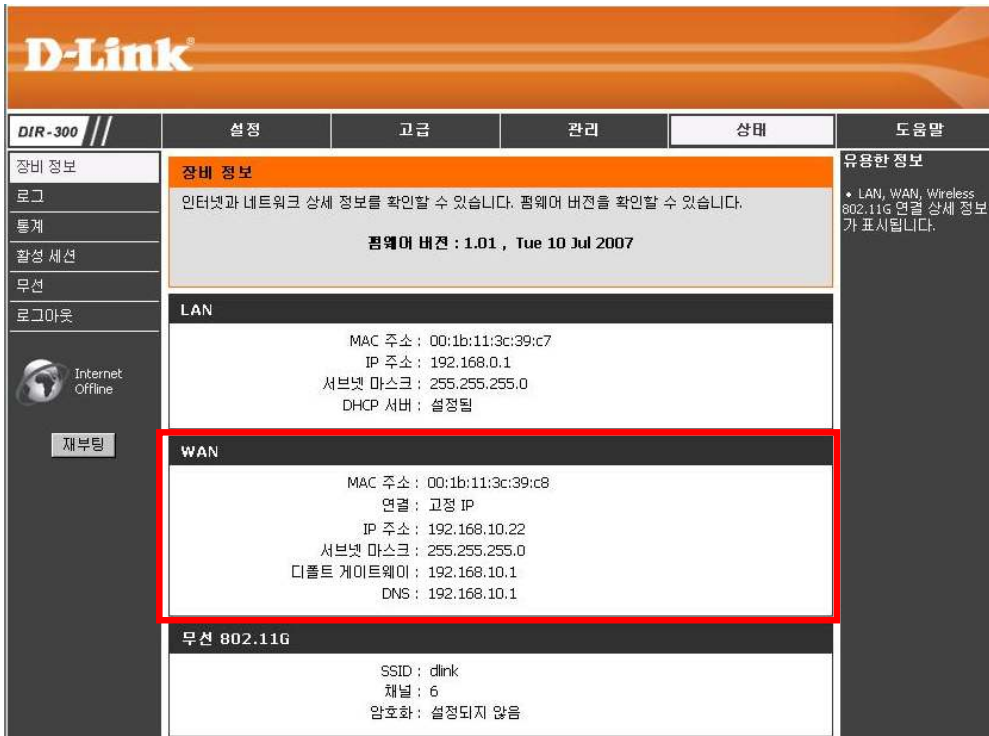 D-Link®
DIR-300
설정
고급
관리
상태
도움말
장비 정보
로그
통계
활성 세션
무선
로그아웃
Internet
Offline
재부팅
장비 정보
인터넷과 네트워크 상세 정보를 확인할 수 있습니다. 펌웨어 버전을 확인할 수 있습니다.
펌웨어 버전 : 1.01 , Tue 10 Jul 2007
LAN
MAC 주소 : 00:1b:11:3c:39:c7
IP 주소 : 192.168.0.1
서브넷 마스크 : 255.255.255.0
DHCP 서버 : 설정됨
WAN
MAC 주소 : 00:1b:11:3c:39:c8
연결 : 고정 IP
IP 주소 : 192.168.10.22
서브넷 마스크 : 255.255.255.0
디폴트 게이트웨이 : 192.168.10.1
DNS : 192.168.10.1
무선 802.11G
SSID : dlink
채널 : 6
암호화 : 설정되지 않음
유용한 정보
• LAN, WAN, Wireless
802.11G 연결 상세 정보
가 표시됩니다.